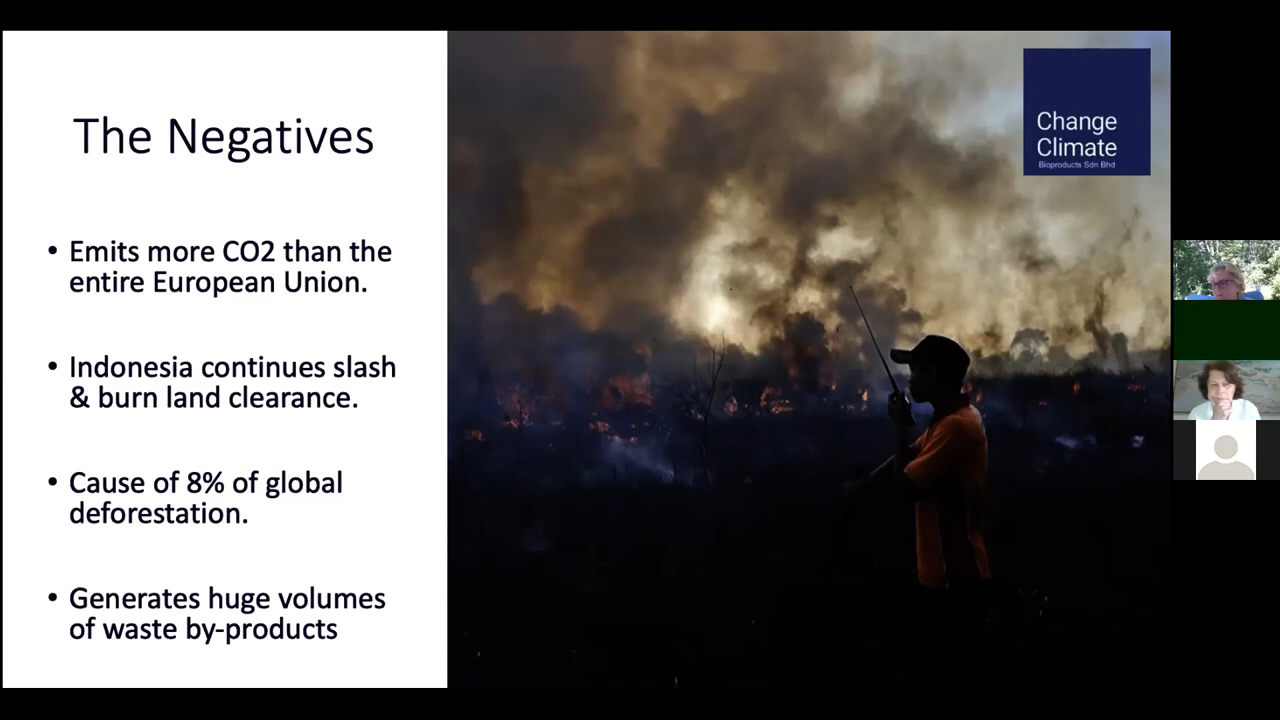 The Negatives
• Emits more CO2 than the
entire European Union.
• Indonesia continues slash
& burn land clearance.
• Cause of 8% of global
deforestation.
• Generates huge volumes
of waste by-products
Change
Climate
Bioproducts Sdn Bhd